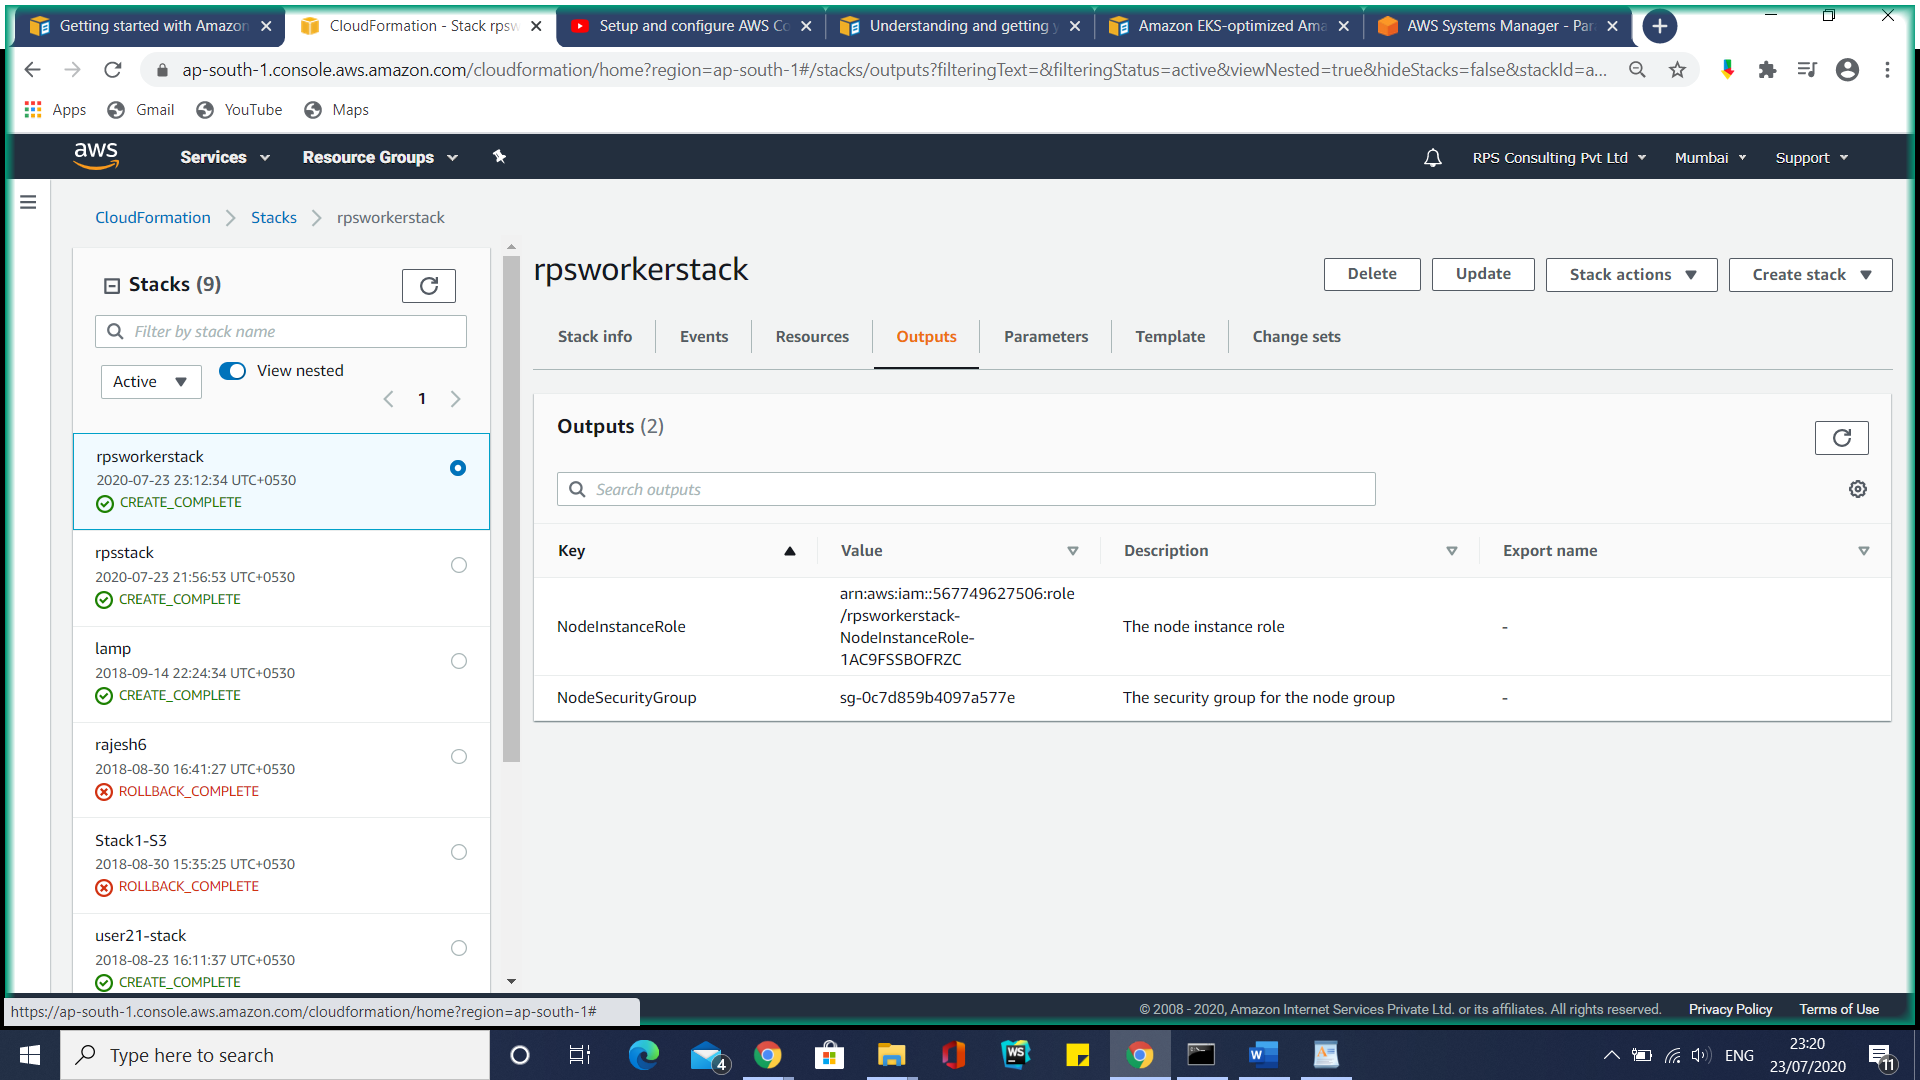 Getting started with Amazon
CloudFormation - Stack rpsw
Setup and configure AWS Co
Understanding and getting y
Amazon EKS-optimized Ama
AWS Systems Manager - Par
ap-south-1.console.aws.amazon.com/cloudformation/home?region=ap-south-1#/stacks/outputs?filteringText=&filteringStatus=active&viewNested=true&hideStacks=false&stackId=a...
Apps Gmail YouTube Maps
aws Services Resource Groups RPS Consulting Pvt Ltd Mumbai Support
CloudFormation Stacks rpsworkerstack
Stacks (9)
Filter by stack name
Active View nested
1
rpsworkerstack
2020-07-23 23:12:34 UTC+0530
CREATE_COMPLETE
rpsstack
2020-07-23 21:56:53 UTC+0530
CREATE_COMPLETE
lamp
2018-09-14 22:24:34 UTC+0530
CREATE_COMPLETE
rajesh6
2018-08-30 16:41:27 UTC+0530
ROLLBACK_COMPLETE
Stack1-S3
2018-08-30 15:35:25 UTC+0530
ROLLBACK_COMPLETE
user21-stack
2018-08-23 16:11:37 UTC+0530
CREATE_COMPLETE
rpsworkerstack
Delete Update Stack actions Create stack
Stack info Events Resources Outputs Parameters Template Change sets
Outputs (2)
Search outputs
Key Value Description Export name
NodeInstanceRole
arn:aws:iam::567749627506:role
/rpsworkerstack-
NodeInstanceRole-
1AC9FSSBOFRZC
The node instance role
-
NodeSecurityGroup sg-0c7d859b4097a577e The security group for the node group -
https://ap-south-1.console.aws.amazon.com/cloudformation/home?region=ap-south-1#
© 2008 - 2020, Amazon Internet Services Private Ltd. or its affiliates. All rights reserved. Privacy Policy Terms of Use
Type here to search
4
WS
ENG
23:20
23/07/2020
11